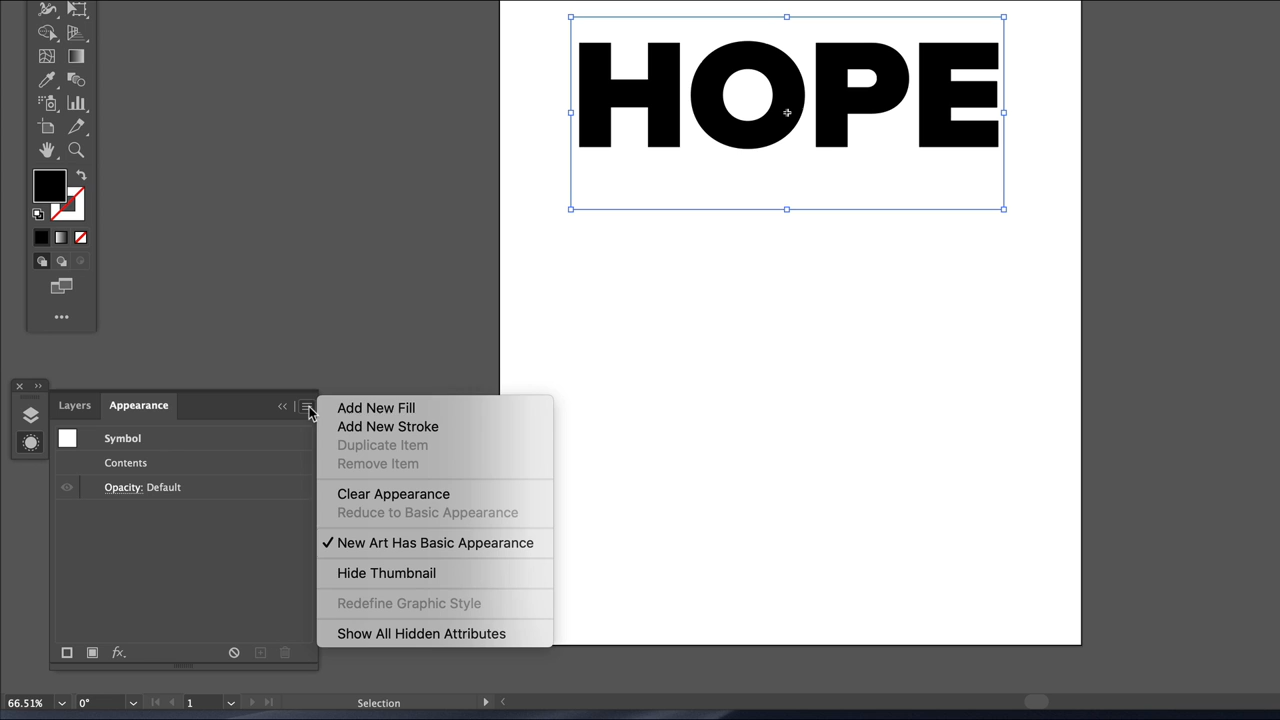 HOPE
Layers
Appearance
Symbol
Contents
Opacity: Default
fx.
Add New Fill
Add New Stroke
Duplicate Item
Remove Item
Clear Appearance
Reduce to Basic Appearance
New Art Has Basic Appearance
Hide Thumbnail
Redefine Graphic Style
Show All Hidden Attributes
66.51%
0°
1
Selection